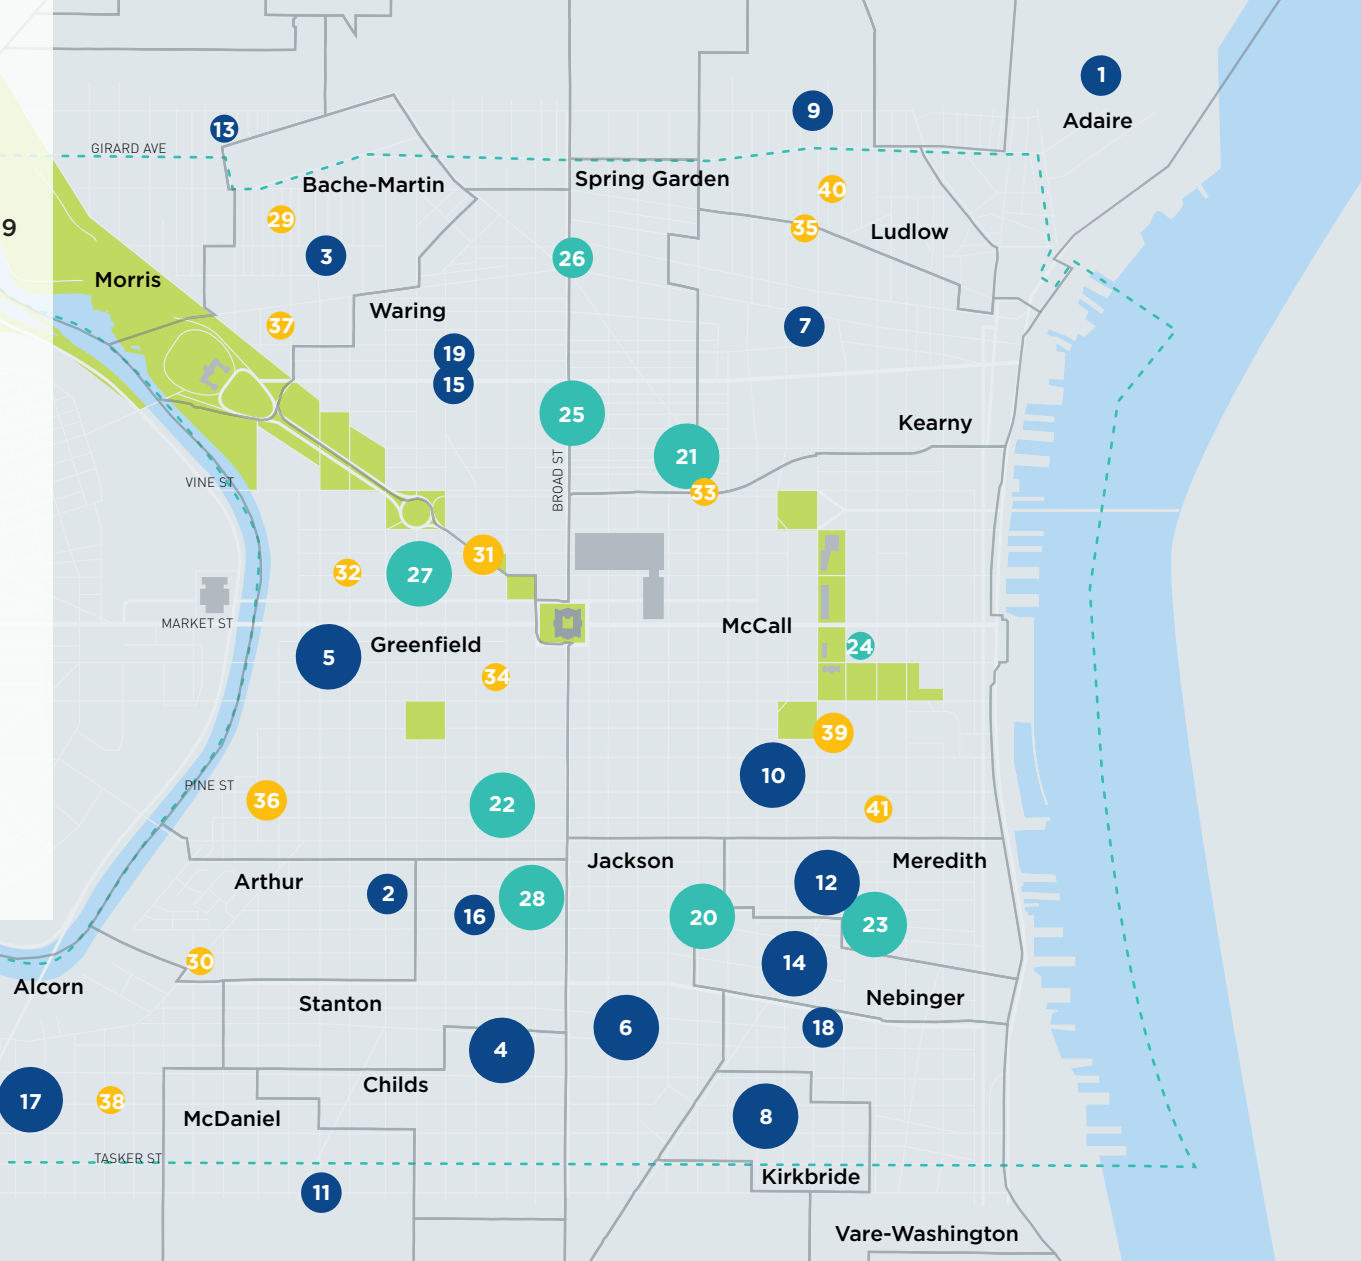 1
Adaire
9
13
GIRARD AVE
Bache-Martin
Spring Garden
40
29
35
9
Ludlow
3
26
Morris
Waring
37
7
19
15
25
Kearny
21
BROAD ST
VINE ST
33
31
32
27
MARKET ST
McCall
Greenfield
24
5
34
39
10
PINE ST
36
22
41
Jackson
Meredith
Arthur
12
2
28
16
20
23
30
14
Alcorn
Stanton
Nebinger
6
18
4
Childs
17
38
McDaniel
8
TASKER ST
Kirkbride
11
Vare-Washington